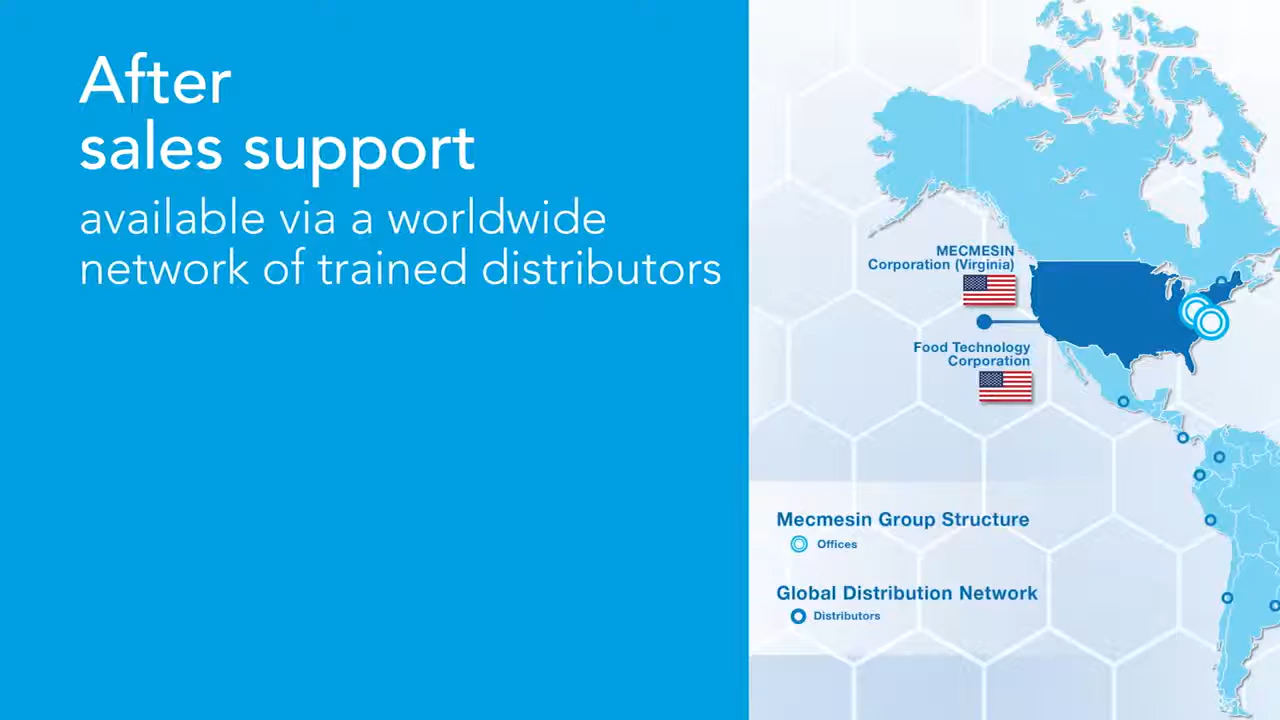 After
sales support
available via a worldwide
network of trained distributors
MECMESIN
Corporation (Virginia)
Food Technology
Corporation
Mecmesin Group Structure
Offices
Global Distribution Network
Distributors